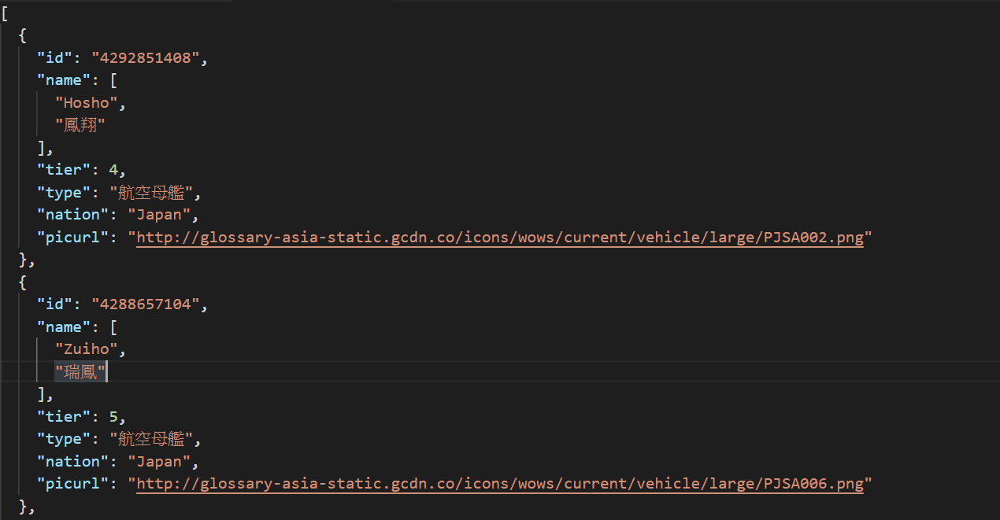 [
{
"id": "4292851408",
"name": [
"Hosho",
"鳳翔"
],
"tier": 4,
"type": "航空母艦",
"nation": "Japan",
"picurl": "http://glossary-asia-static.gcdn.co/icons/wows/current/vehicle/large/PJSA002.png"
},
{
"id": "4288657104",
"name": [
"Zuiho",
"瑞鳳"
],
"tier": 5,
"type": "航空母艦",
"nation": "Japan",
"picurl": "http://glossary-asia-static.gcdn.co/icons/wows/current/vehicle/large/PJSA006.png"
},